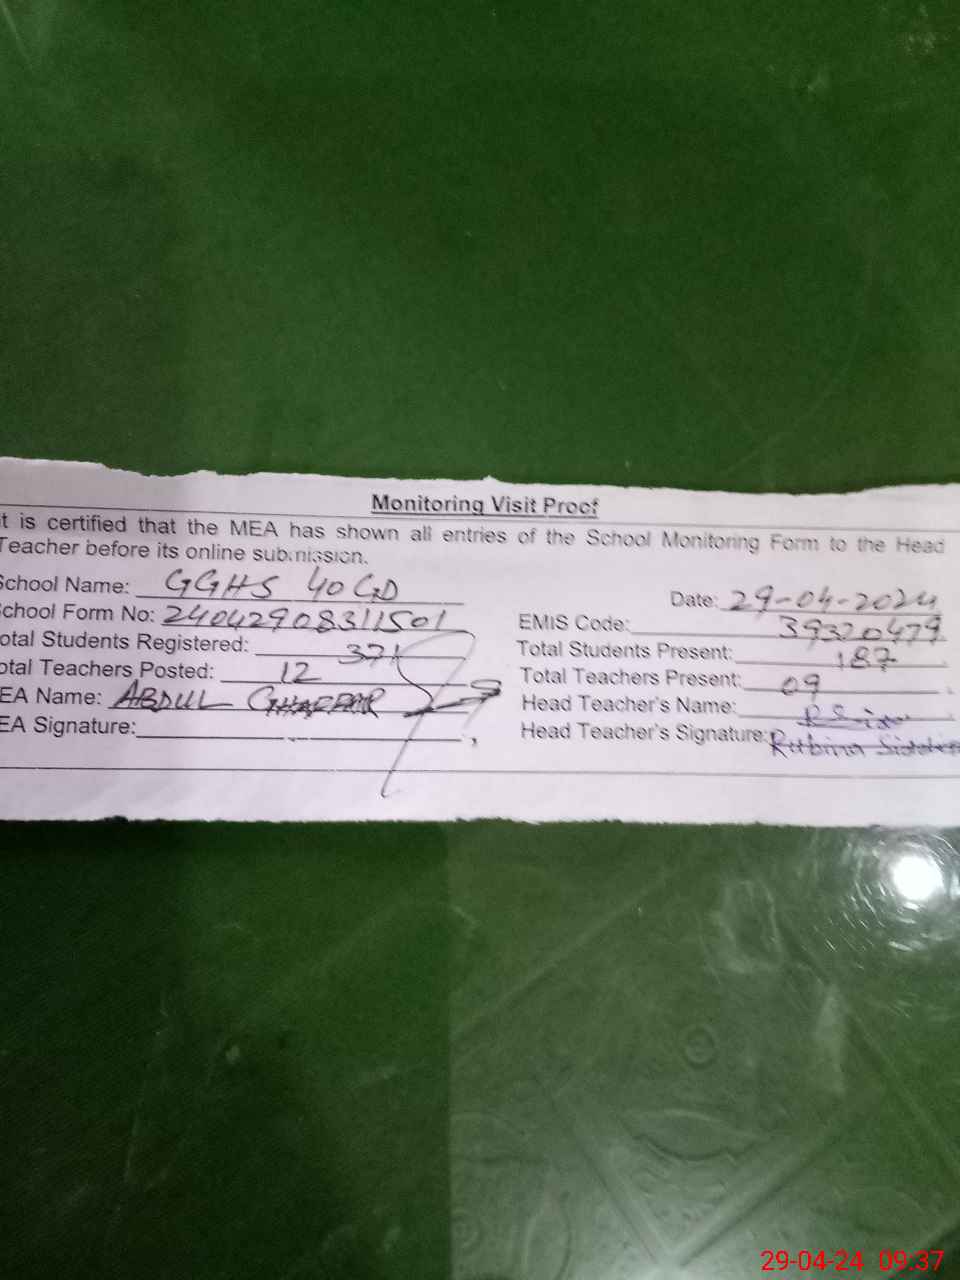 Monitoring Visit Proof
t is certified that the MEA has shown all entries of the School Monitoring Form to the Head
Teacher before its online submission.
School Name: GGHS 40 GD
Date: 29-04-2024
School Form No: 24042908311501
EMIS Code: 39320479
otal Students Registered: 371
Total Students Present: 187
otal Teachers Posted: 12
Total Teachers Present: 09
EA Name: ABDUL GHAFFAR
Head Teacher's Name:
EA Signature:
Head Teacher's Signature: Rubina
29-04-24 09:37